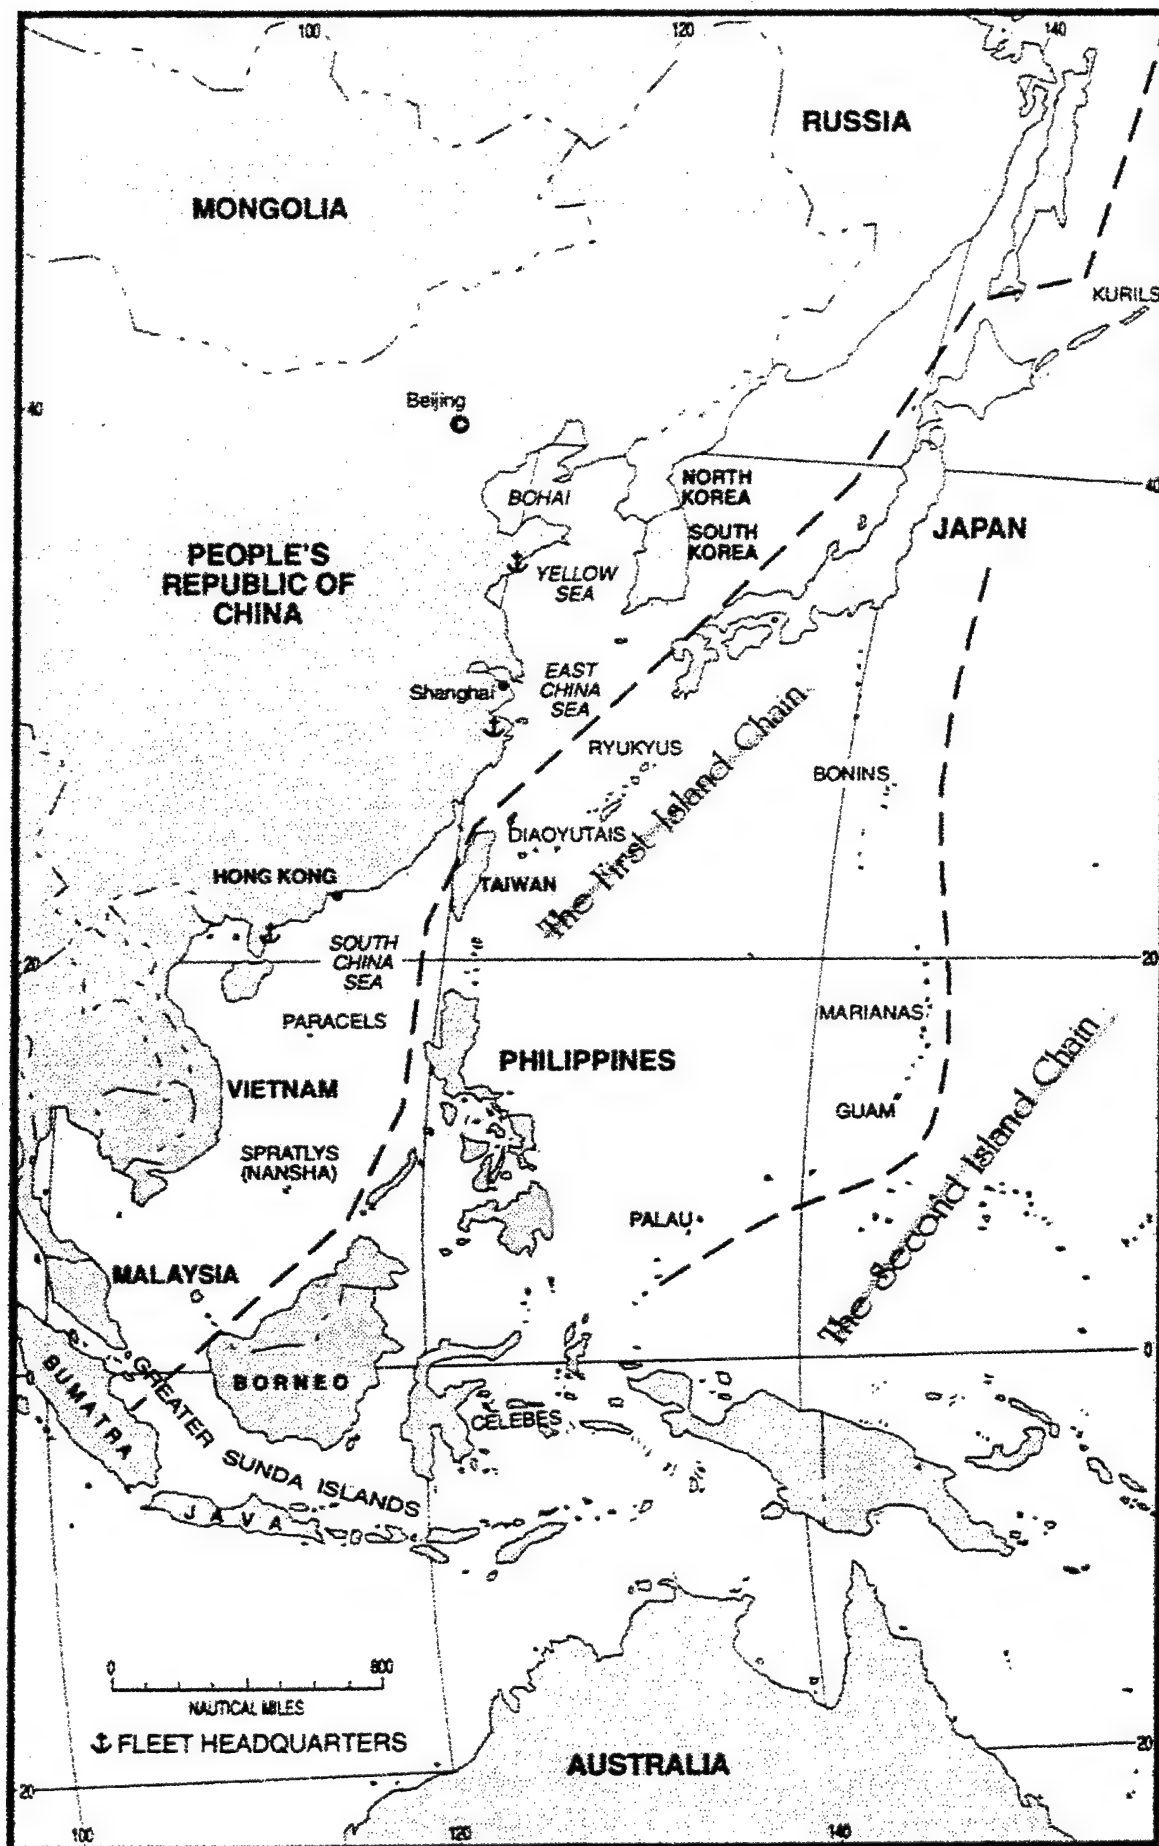 100
120
140
RUSSIA
MONGOLIA
KURILS
40
Beijing
BOHAI
NORTH
KOREA
40
SOUTH
KOREA
JAPAN
PEOPLE'S
REPUBLIC OF
CHINA
YELLOW
SEA
Shanghai
EAST
CHINA
SEA
RYUKYUS
The First Island Chain
BONINS
DIAOYUTAIS
HONG KONG
TAIWAN
SOUTH
CHINA
SEA
20
20
PARACELS
MARIANAS
PHILIPPINES
VIETNAM
GUAM
SPRATLYS
(NANSHA)
The Second Island Chain
PALAU
MALAYSIA
0
SUMATRA
GREATER SUNDA ISLANDS
BORNEO
CELEBES
JAVA
0
800
NAUTICAL MILES
FLEET HEADQUARTERS
AUSTRALIA
20
20
100
120
140